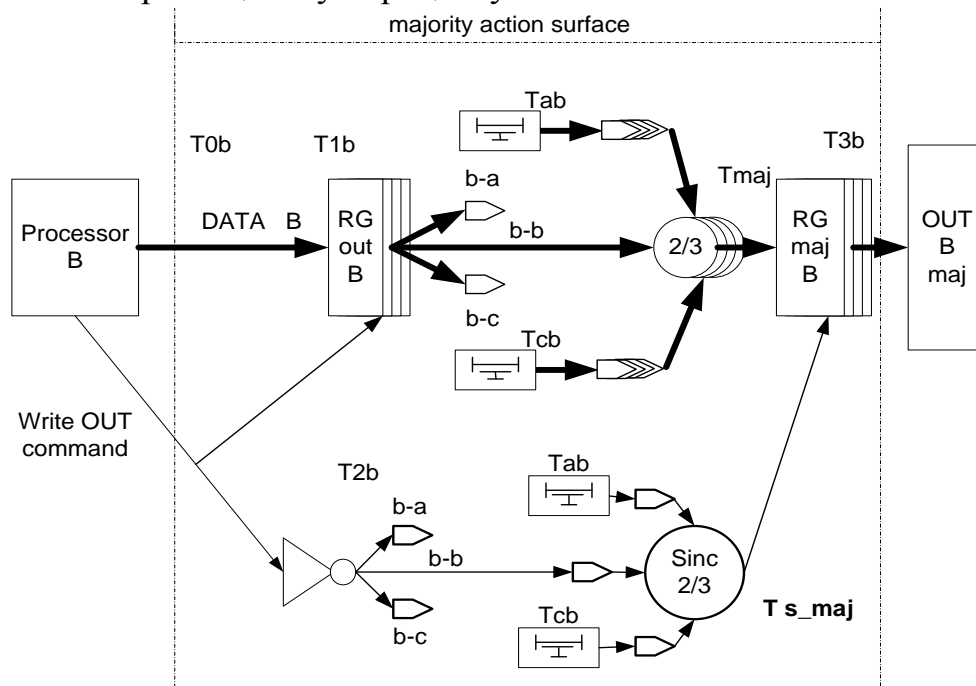 majority action surface
Tab
T0b
T1b
T3b
Tmaj
b-a
Processor
B
DATA B
RG
out
B
b-b
2/3
RG
maj
B
OUT
B
maj
b-c
Tcb
Write OUT
command
Tab
T2b
b-a
b-b
Sinc
2/3
b-c
Tcb
T s_maj